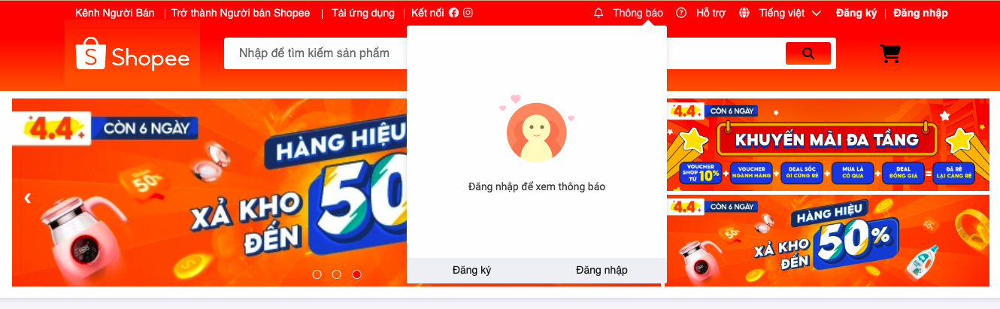 Kênh Người Bán | Trở thành Người bán Shopee | Tải ứng dụng | Kết nối
Thông báo Hỗ trợ Tiếng việt Đăng ký | Đăng nhập
S Shopee
Nhập để tìm kiếm sản phẩm
4.4 CÒN 6 NGÀY
HÀNG HIỆU
50%
XẢ KHO
ĐẾN
50
Đăng nhập để xem thông báo
Đăng ký Đăng nhập
4.4 CÒN 6 NGÀY
KHUYẾN MÃI ĐA TẦNG
VOUCHER SHOP TỪ 10% + VOUCHER NGÀNH HÀNG + DEAL SỐC GÌ CŨNG RẺ + MUA LÀ CÓ QUÀ + DEAL ĐỒNG GIÁ = ĐÃ RẺ LẠI CÀNG RẺ
4.4 CÒN 6 NGÀY
HÀNG HIỆU
50%
XẢ KHO
ĐẾN
50%